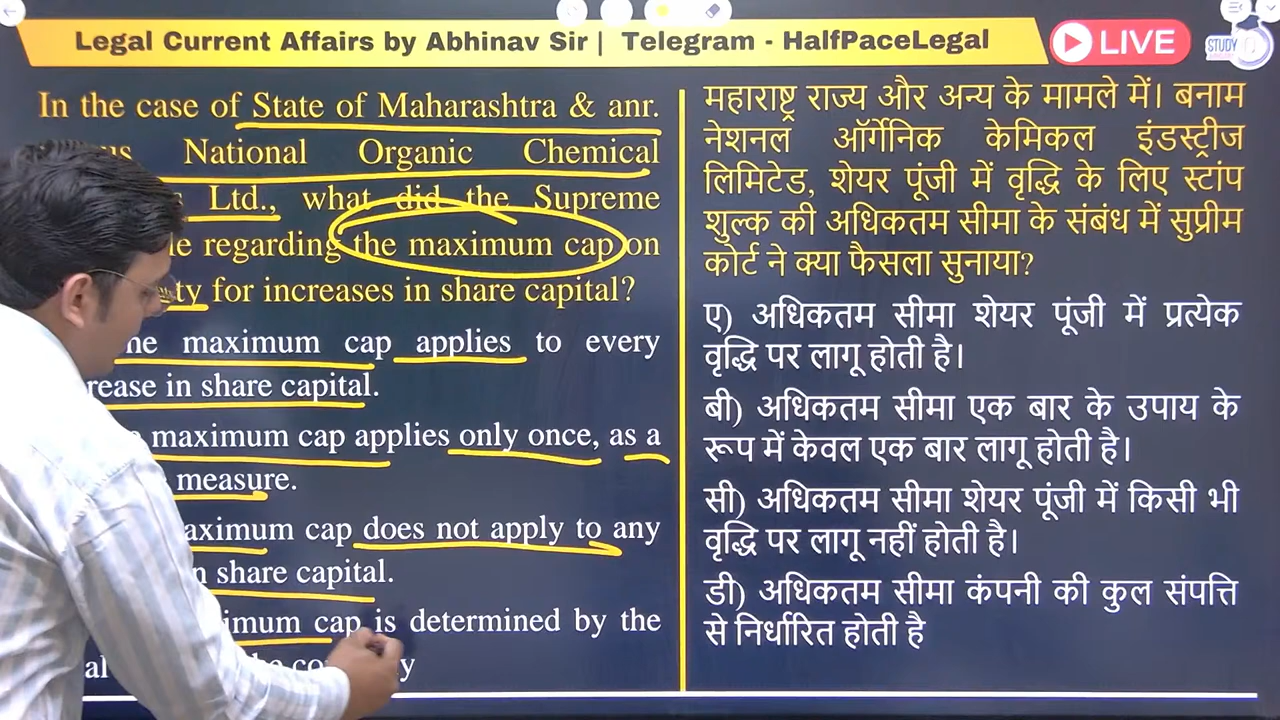 Legal Current Affairs by Abhinav Sir | Telegram - HalfPaceLegal
LIVE
STUDY
In the case of State of Maharashtra & anr.
National Organic Chemical
Ltd., what did the Supreme
regarding the maximum cap on
for increases in share capital?
maximum cap applies to every
in share capital.
maximum cap applies only once, as a
measure.
cap does not apply to any
share capital.
cap is determined by the
महाराष्ट्र राज्य और अन्य के मामले में। बनाम
नेशनल ऑर्गेनिक केमिकल इंडस्ट्रीज
लिमिटेड, शेयर पूंजी में वृद्धि के लिए स्टांप
शुल्क की अधिकतम सीमा के संबंध में सुप्रीम
कोर्ट ने क्या फैसला सुनाया?
ए) अधिकतम सीमा शेयर पूंजी में प्रत्येक
वृद्धि पर लागू होती है।
बी) अधिकतम सीमा एक बार के उपाय के
रूप में केवल एक बार लागू होती है।
सी) अधिकतम सीमा शेयर पूंजी में किसी भी
वृद्धि पर लागू नहीं होती है।
डी) अधिकतम सीमा कंपनी की कुल संपत्ति
से निर्धारित होती है